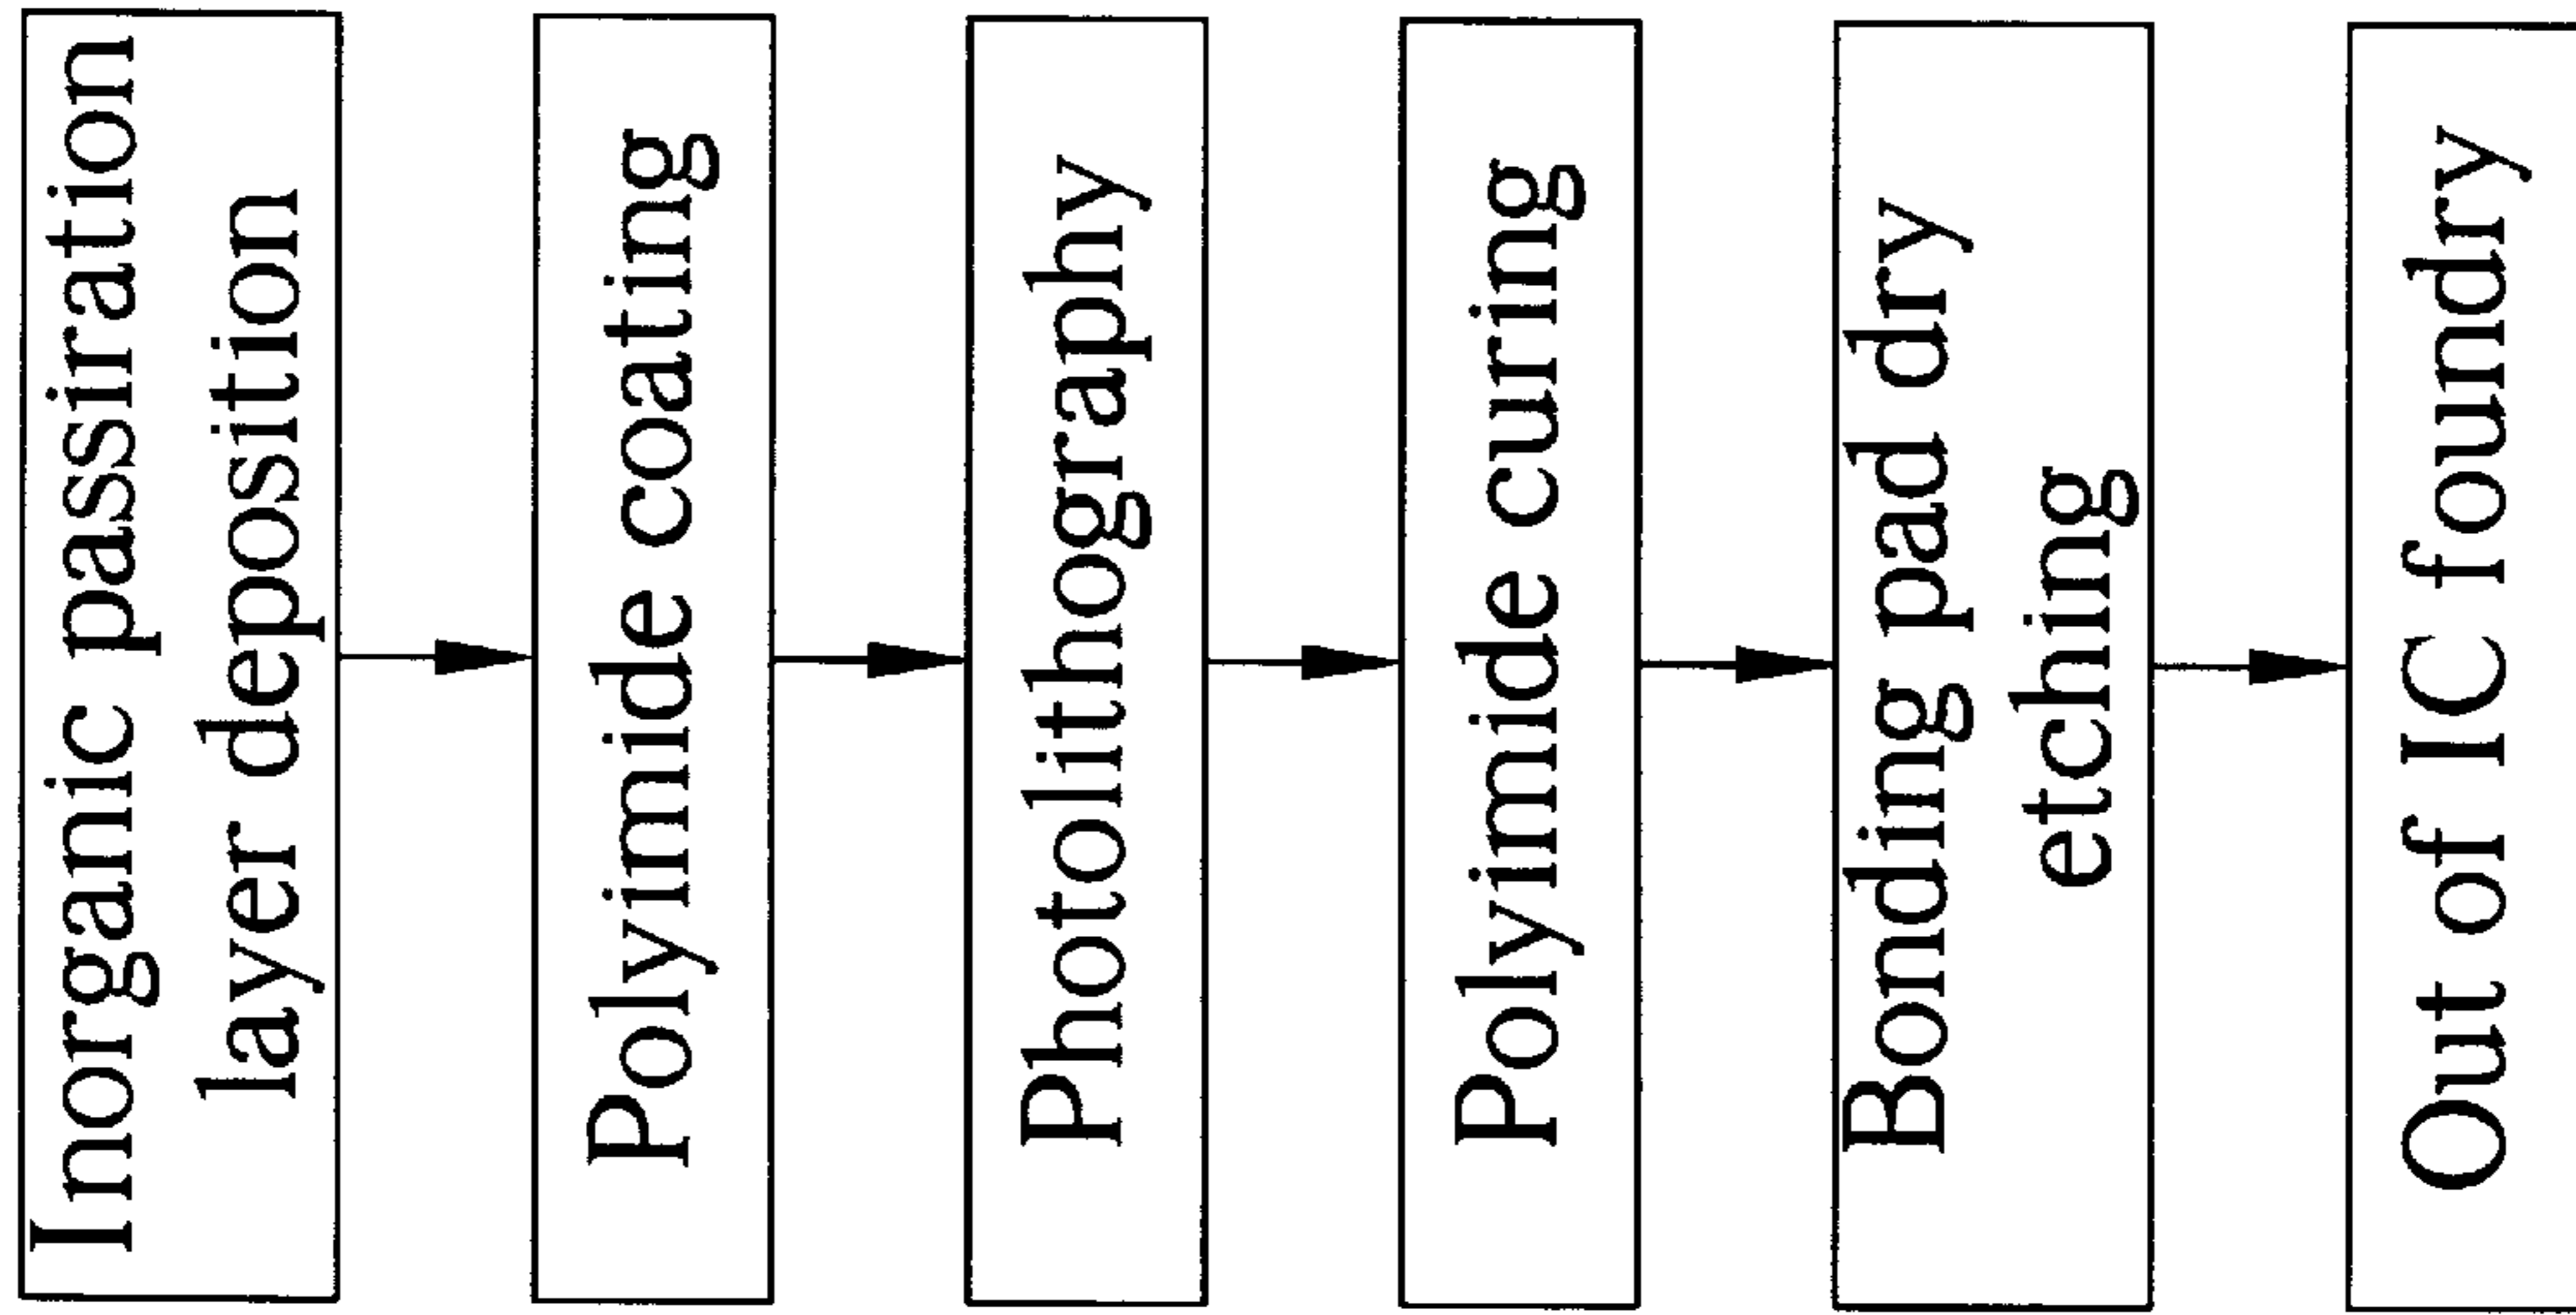 Inorganic passiration
layer deposition
Polyimide coating
Photolithography
Polyimide curing
Bonding pad dry
etching
Out of IC foundry